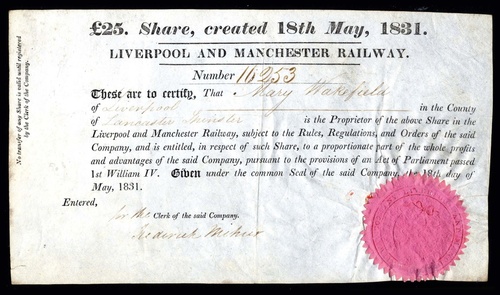 £25. Share, created 18th May, 1831.
LIVERPOOL AND MANCHESTER RAILWAY.
Number 16253
These are to certify, That Mary Wakefield
of Liverpool in the County
of Lancaster Spinster is the Proprietor of the above Share in the
Liverpool and Manchester Railway, subject to the Rules, Regulations, and Orders of the said
Company, and is entitled, in respect of such Share, to a proportionate part of the whole profits
and advantages of the said Company, pursuant to the provisions of an Act of Parliament passed
1st William IV. Given under the common Seal of the said Company, the 18th day of
May, 1831.
Entered,
for the Clerk of the said Company.
Frederick
No transfer of any Share is valid until registered
by the Clerk of the Company.